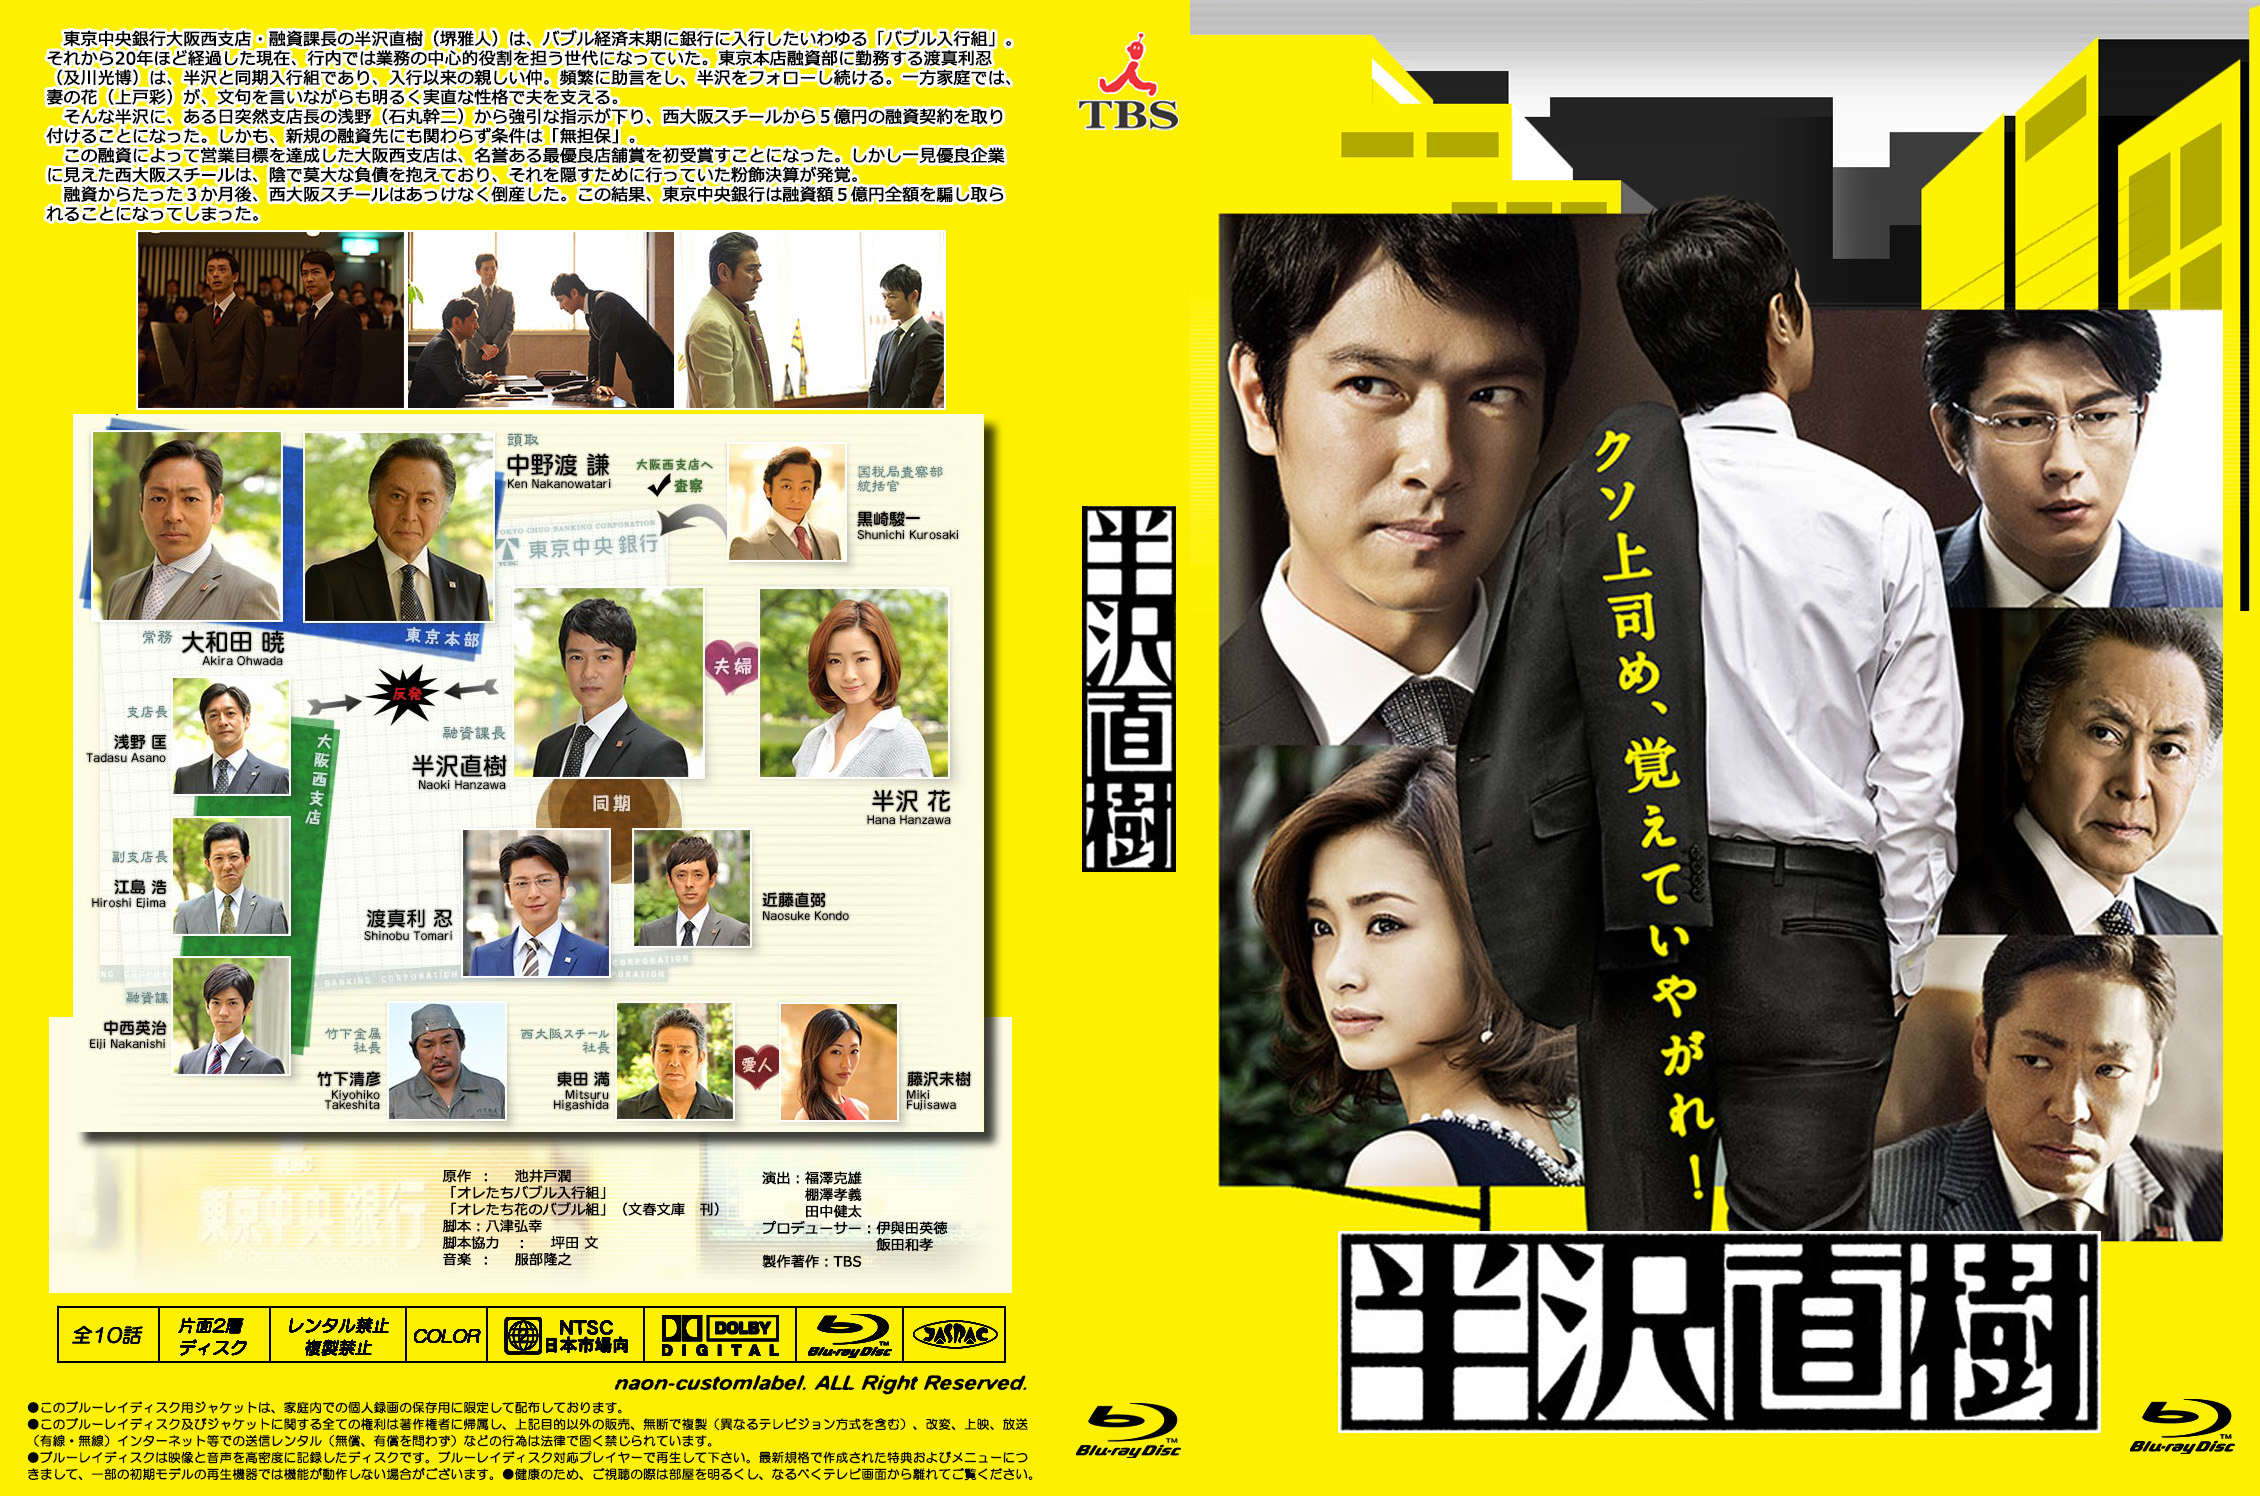 東京中央銀行大阪西支店・融資課長の半沢直樹（堺雅人）は、バブル経済末期に銀行に入行したいわゆる「バブル入行組」。
それから20年ほど経過した現在、行内では業務の中心的役割を担う世代になっていた。東京本店融資部に勤務する渡真利忍
（及川光博）は、半沢と同期入行組であり、入行以来の親しい仲。頻繁に助言をし、半沢をフォローし続ける。一方家庭では、
妻の花（上戸彩）が、文句を言いながらも明るく実直な性格で夫を支える。
そんな半沢に、ある日突然支店長の浅野（石丸幹二）から強引な指示が下り、西大阪スチールから５億円の融資契約を取り
付けることになった。しかも、新規の融資先にも関わらず条件は「無担保」。
この融資によって営業目標を達成した大阪西支店は、名誉ある最優良店舗賞を初受賞すことになった。しかし一見優良企業
に見えた西大阪スチールは、陰で莫大な負債を抱えており、それを隠すために行っていた粉飾決算が発覚。
融資からたった３か月後、西大阪スチールはあっけなく倒産した。この結果、東京中央銀行は融資額５億円全額を騙し取ら
れることになってしまった。
頭取
中野渡 謙
Ken Nakanowatari
大阪西支店へ
査察
国税局査察部
統括官
黒崎駿一
Shunichi Kurosaki
TOKYO CHUO BANKING CORPORATION
東京中央銀行
TCBC
常務
大和田 暁
Akira Ohwada
東京本部
反発
夫婦
支店長
浅野 匡
Tadasu Asano
大阪西支店
融資課長
半沢直樹
Naoki Hanzawa
半沢 花
Hana Hanzawa
同期
副支店長
江島 浩
Hiroshi Ejima
渡真利 忍
Shinobu Tomari
近藤直弼
Naosuke Kondo
BANKING CORPORATION
融資課
中西英治
Eiji Nakanishi
竹下金属
社長
竹下清彦
Kiyohiko
Takeshita
西大阪スチール
社長
東田 満
Mitsuru
Higashida
愛人
藤沢未樹
Miki
Fujisawa
東京中央銀行
原作 ： 池井戸潤
「オレたちバブル入行組」
「オレたち花のバブル組」（文春文庫 刊）
脚本：八津弘幸
脚本協力 ： 坪田 文
音楽 ： 服部隆之
演出：福澤克雄
棚澤孝義
田中健太
プロデューサー：伊與田英徳
飯田和孝
製作著作：TBS
全10話
片面2層
ディスク
レンタル禁止
複製禁止
COLOR
NTSC
日本市場向
DOLBY
DIGITAL
Blu-ray Disc
JASRAC
naon-customlabel. ALL Right Reserved.
●このブルーレイディスク用ジャケットは、家庭内での個人録画の保存用に限定して配布しております。
●このブルーレイディスク及びジャケットに関する全ての権利は著作権者に帰属し、上記目的以外の販売、無断で複製（異なるテレビジョン方式を含む）、改変、上映、放送
（有線・無線）インターネット等での送信レンタル（無償、有償を問わず）などの行為は法律で固く禁じられています。
●ブルーレイディスクは映像と音声を高密度に記録したディスクです。ブルーレイディスク対応プレイヤーで再生して下さい。最新規格で作成された特典およびメニューにつ
きまして、一部の初期モデルの再生機器では機能が動作しない場合がございます。●健康のため、ご視聴の際は部屋を明るくし、なるべくテレビ画面から離れてご覧ください。
TBS
半沢直樹
Blu-ray Disc
クソ上司め、覚えていやがれ！
半沢直樹
Blu-ray Disc